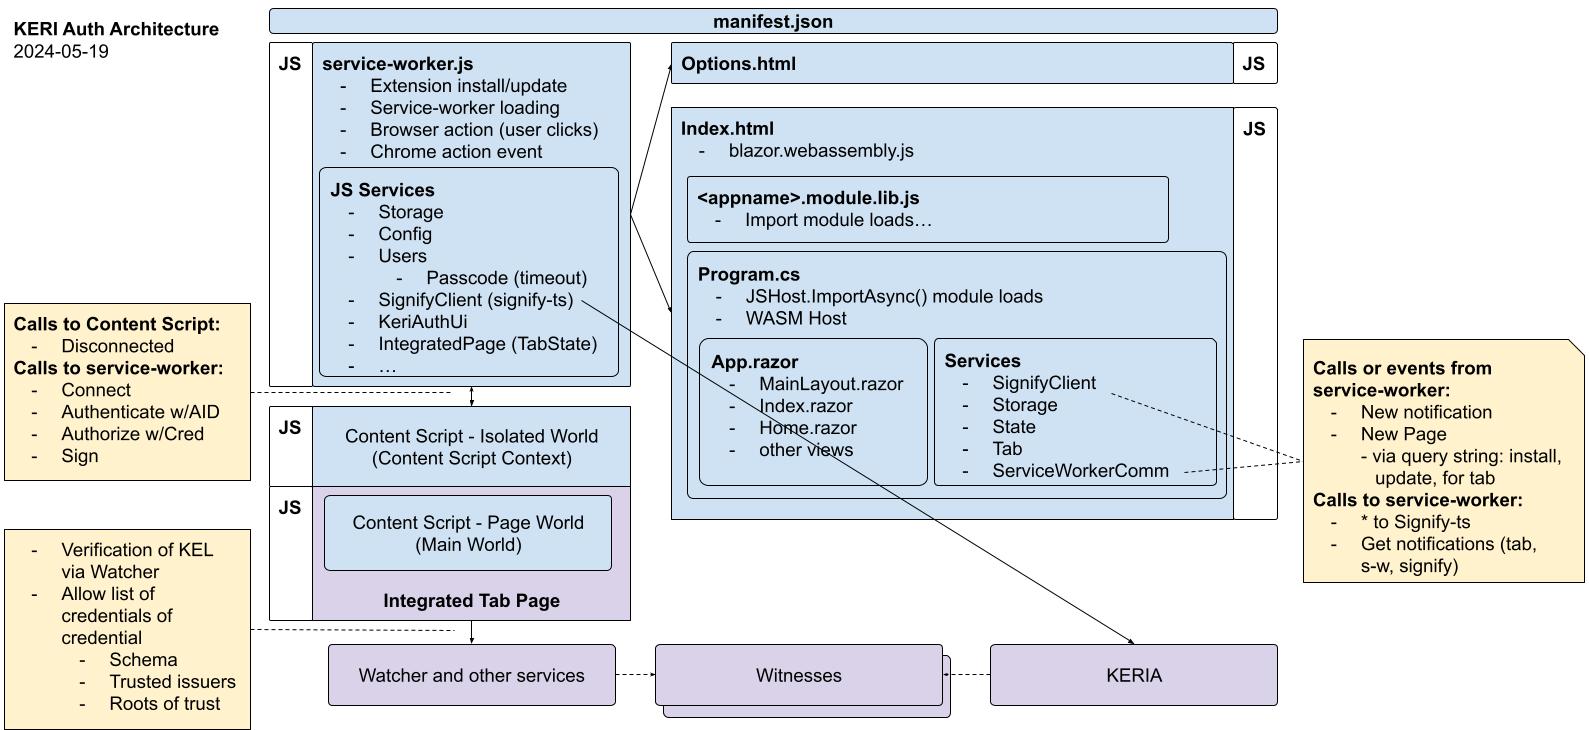 KERI Auth Architecture
2024-05-19
manifest.json
JS
service-worker.js
- Extension install/update
- Service-worker loading
- Browser action (user clicks)
- Chrome action event
JS Services
- Storage
- Config
- Users
- Passcode (timeout)
- SignifyClient (signify-ts)
- KeriAuthUi
- IntegratedPage (TabState)
- …
Options.html
JS
Index.html
- blazor.webassembly.js
JS
<appname>.module.lib.js
- Import module loads…
Program.cs
- JSHost.ImportAsync() module loads
- WASM Host
App.razor
- MainLayout.razor
- Index.razor
- Home.razor
- other views
Services
- SignifyClient
- Storage
- State
- Tab
- ServiceWorkerComm
Calls to Content Script:
- Disconnected
Calls to service-worker:
- Connect
- Authenticate w/AID
- Authorize w/Cred
- Sign
JS
Content Script - Isolated World
(Content Script Context)
JS
Content Script - Page World
(Main World)
Integrated Tab Page
Calls or events from
service-worker:
- New notification
- New Page
- via query string: install,
update, for tab
Calls to service-worker:
- * to Signify-ts
- Get notifications (tab,
s-w, signify)
- Verification of KEL
via Watcher
- Allow list of
credentials of
credential
- Schema
- Trusted issuers
- Roots of trust
Watcher and other services
Witnesses
KERIA